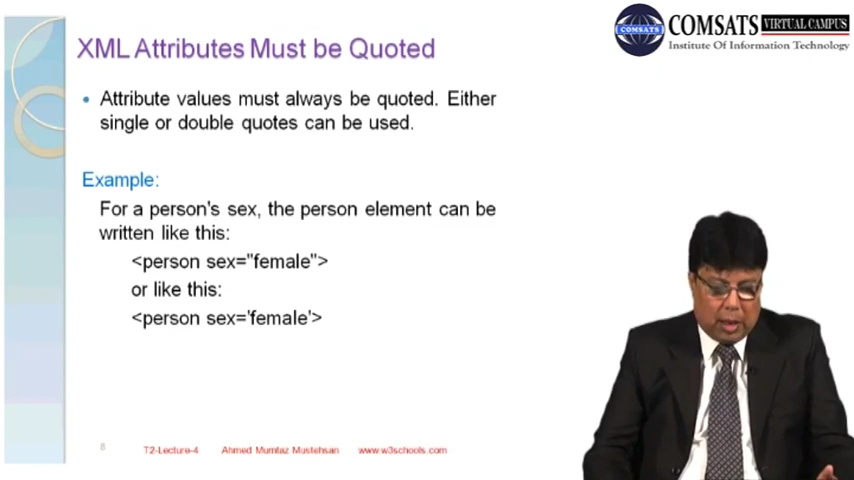 COMSATS VIRTUAL CAMPUS
COMSATS
Institute Of Information Technology
XML Attributes Must be Quoted
• Attribute values must always be quoted. Either
single or double quotes can be used.
Example:
For a person's sex, the person element can be
written like this:
<person sex="female">
or like this:
<person sex='female'>
8
T2-Lecture-4 Ahmed Mumtaz Mustehsan www.w3schools.com